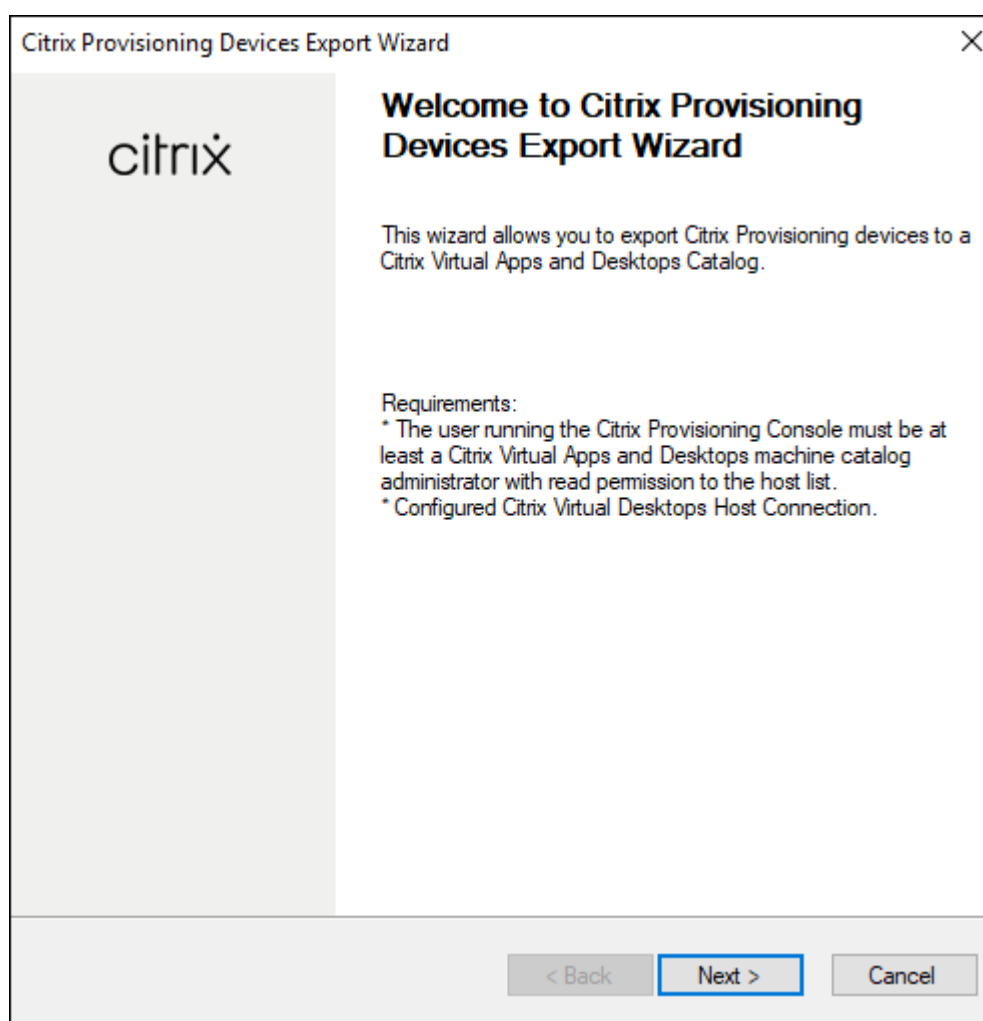 Citrix Provisioning Devices Export Wizard
citrix
Welcome to Citrix Provisioning
Devices Export Wizard
This wizard allows you to export Citrix Provisioning devices to a
Citrix Virtual Apps and Desktops Catalog.
Requirements:
* The user running the Citrix Provisioning Console must be at
least a Citrix Virtual Apps and Desktops machine catalog
administrator with read permission to the host list.
* Configured Citrix Virtual Desktops Host Connection.
< Back Next > Cancel